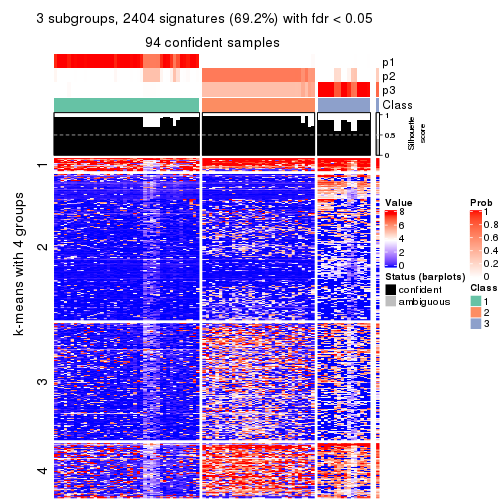 3 subgroups, 2404 signatures (69.2%) with fdr < 0.05
94 confident samples
p1
p2
p3
Class
1
0.5
0
Silhouette
score
k-means with 4 groups
1
2
3
4
Value
8
6
4
2
0
Status (barplots)
confident
ambiguous
Prob
1
0.8
0.6
0.4
0.2
0
Class
1
2
3